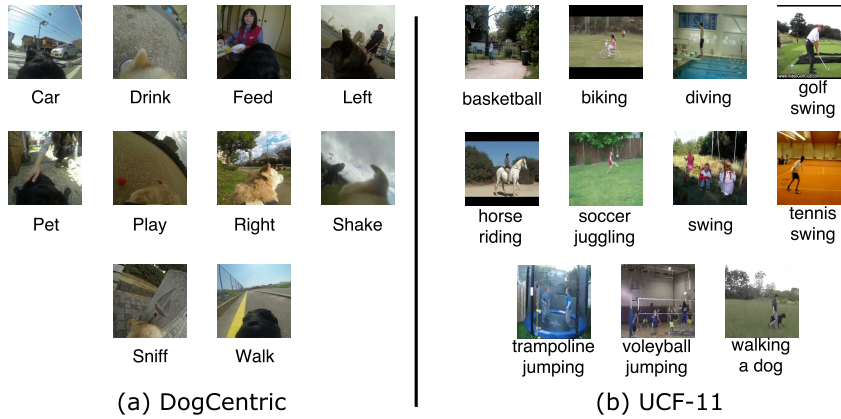 Car
Drink
Feed
Left
Pet
Play
Right
Shake
Sniff
Walk
(a) DogCentric
basketball
biking
diving
golf
swing
horse
riding
soccer
juggling
swing
tennis
swing
trampoline
jumping
voleyball
jumping
walking
a dog
(b) UCF-11